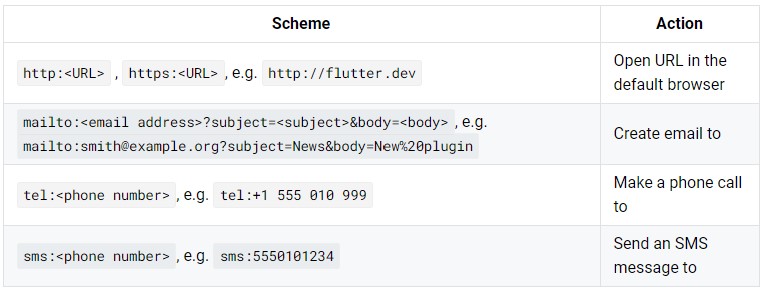 Scheme Action
http:<URL> , https:<URL> , e.g. http://flutter.dev
Open URL in the
default browser
mailto:<email address>?subject=<subject>&body=<body> , e.g.
mailto:smith@example.org?subject=News&body=New%20plugin
Create email to
tel:<phone number> , e.g. tel:+1 555 010 999
Make a phone call
to
sms:<phone number> , e.g. sms:5550101234
Send an SMS
message to